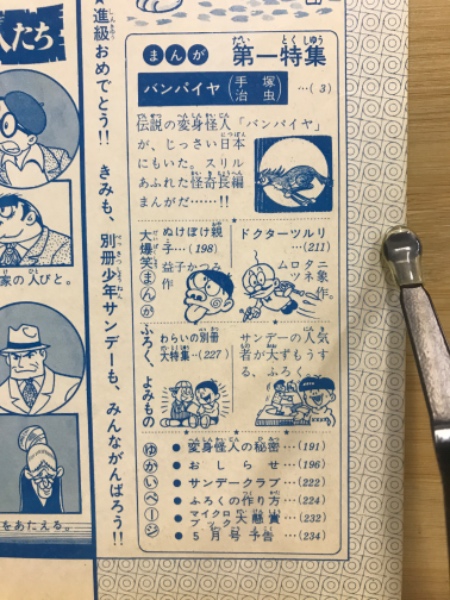 人たち
★進級おめでとう!! きみも、別冊少年サンデーも、みんながんばろう!!
まんが 第一特集
バンパイヤ(手塚治虫)…(3)
伝説の変身怪人「バンパイヤ」
が、じっさい日本
にもいた。スリル
あふれた怪奇長編
まんがだ……!!
大爆笑まんが
ぬけぼけ親
子…(198)
益子かつみ
作
ドクターツルリ
…(211)
ムロタニ
ツネ象
作。
ふろく、よみもの
わらいの別冊
大特集…(227)
サンデーの人気
者が大ずもうす
る、ふろく。
ゆかいページ
●変身怪人の秘密…(191)
●おしらせ…(196)
●サンデークラブ…(222)
●ふろくの作り方…(224)
●マイクロブック大懸賞…(232)
●5月号予告…(234)
家の人びと。
をあたえる。